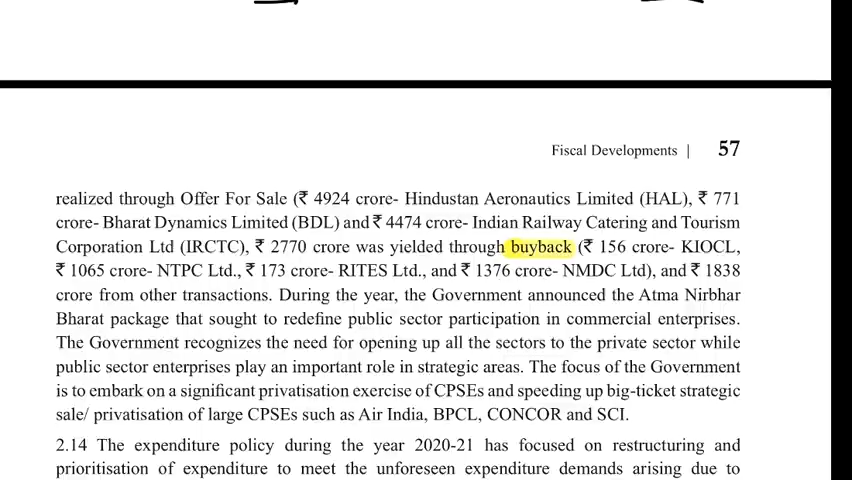 Fiscal Developments | 57
realized through Offer For Sale (₹ 4924 crore- Hindustan Aeronautics Limited (HAL), ₹ 771
crore- Bharat Dynamics Limited (BDL) and ₹ 4474 crore- Indian Railway Catering and Tourism
Corporation Ltd (IRCTC), ₹ 2770 crore was yielded through buyback (₹ 156 crore- KIOCL,
₹ 1065 crore- NTPC Ltd., ₹ 173 crore- RITES Ltd., and ₹ 1376 crore- NMDC Ltd), and ₹ 1838
crore from other transactions. During the year, the Government announced the Atma Nirbhar
Bharat package that sought to redefine public sector participation in commercial enterprises.
The Government recognizes the need for opening up all the sectors to the private sector while
public sector enterprises play an important role in strategic areas. The focus of the Government
is to embark on a significant privatisation exercise of CPSEs and speeding up big-ticket strategic
sale/ privatisation of large CPSEs such as Air India, BPCL, CONCOR and SCI.
2.14 The expenditure policy during the year 2020-21 has focused on restructuring and
prioritisation of expenditure to meet the unforeseen expenditure demands arising due to